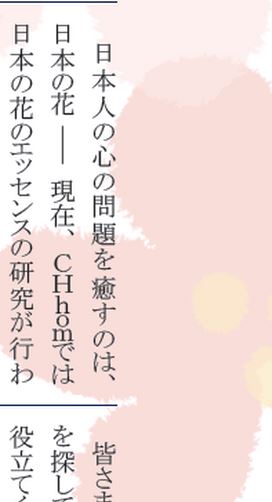 日本人の心の問題を癒すのは、
日本の花 ── 現在、CHhomでは
日本の花のエッセンスの研究が行わ
皆さま
を探して
役立てく